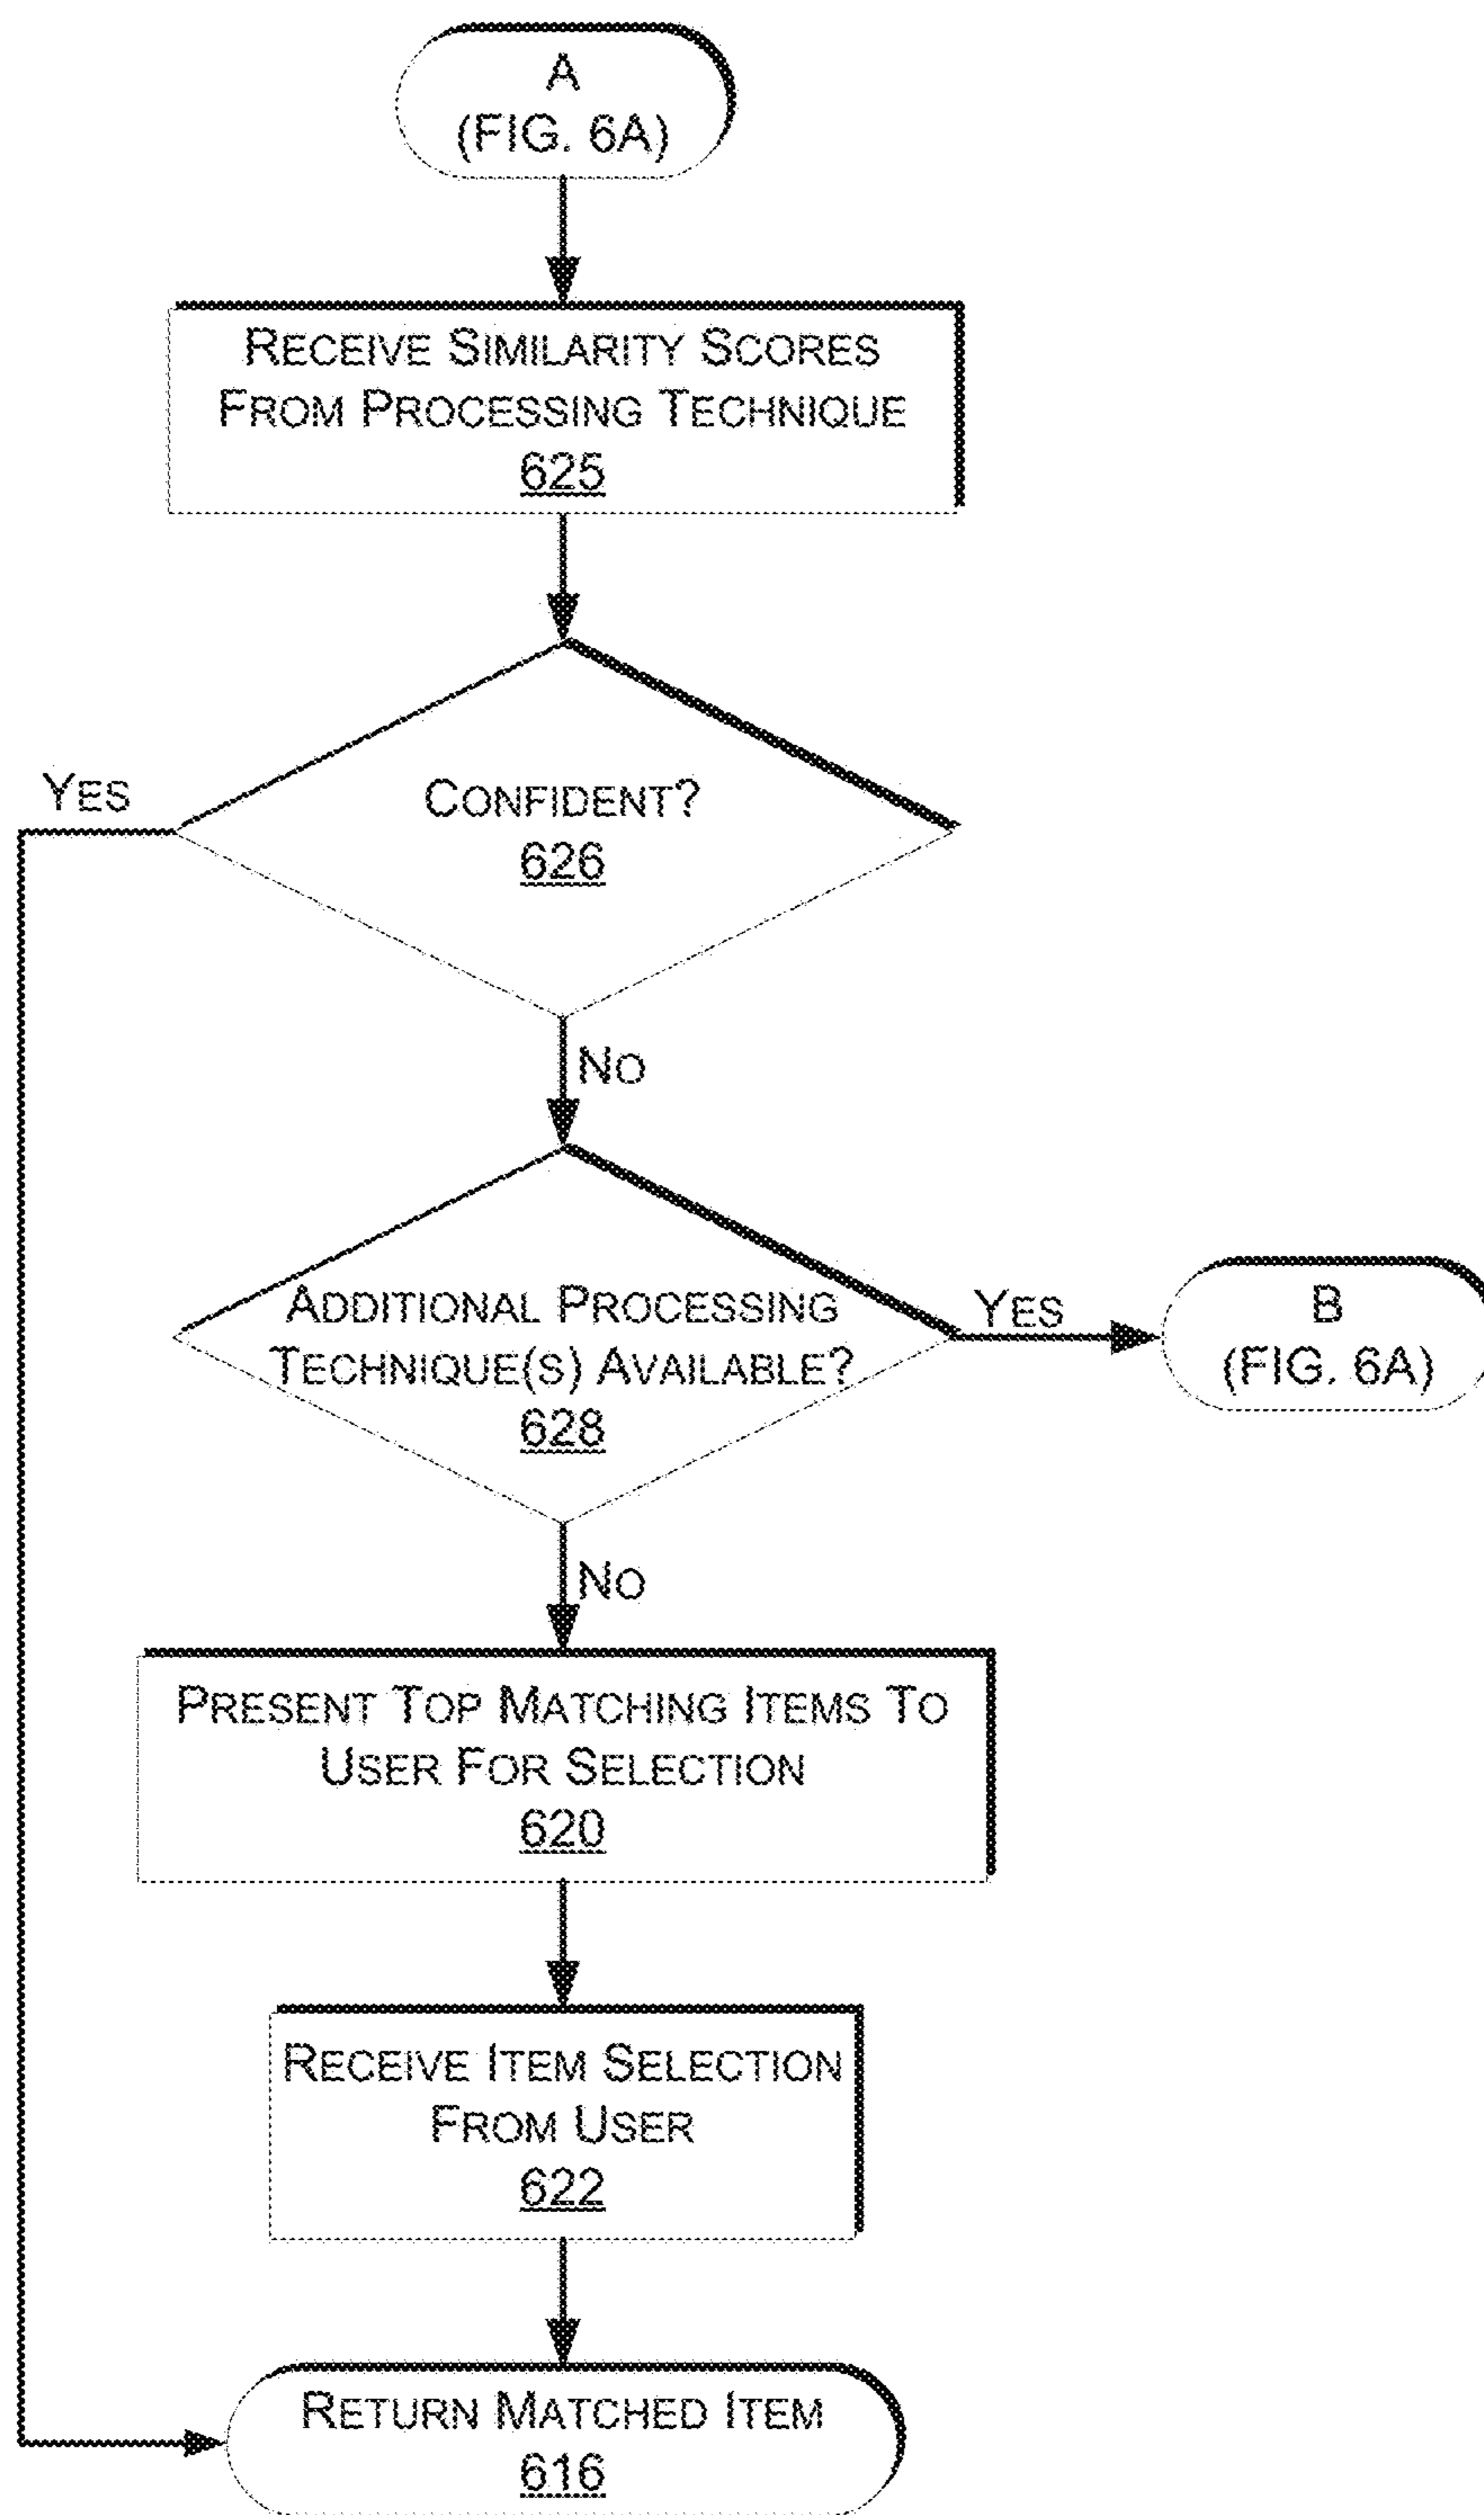 A
(FIG. 6A)
RECEIVE SIMILARITY SCORES
FROM PROCESSING TECHNIQUE
625
YES
CONFIDENT?
626
NO
ADDITIONAL PROCESSING
TECHNIQUE(S) AVAILABLE?
628
YES
B
(FIG. 6A)
NO
PRESENT TOP MATCHING ITEMS TO
USER FOR SELECTION
620
RECEIVE ITEM SELECTION
FROM USER
622
RETURN MATCHED ITEM
616